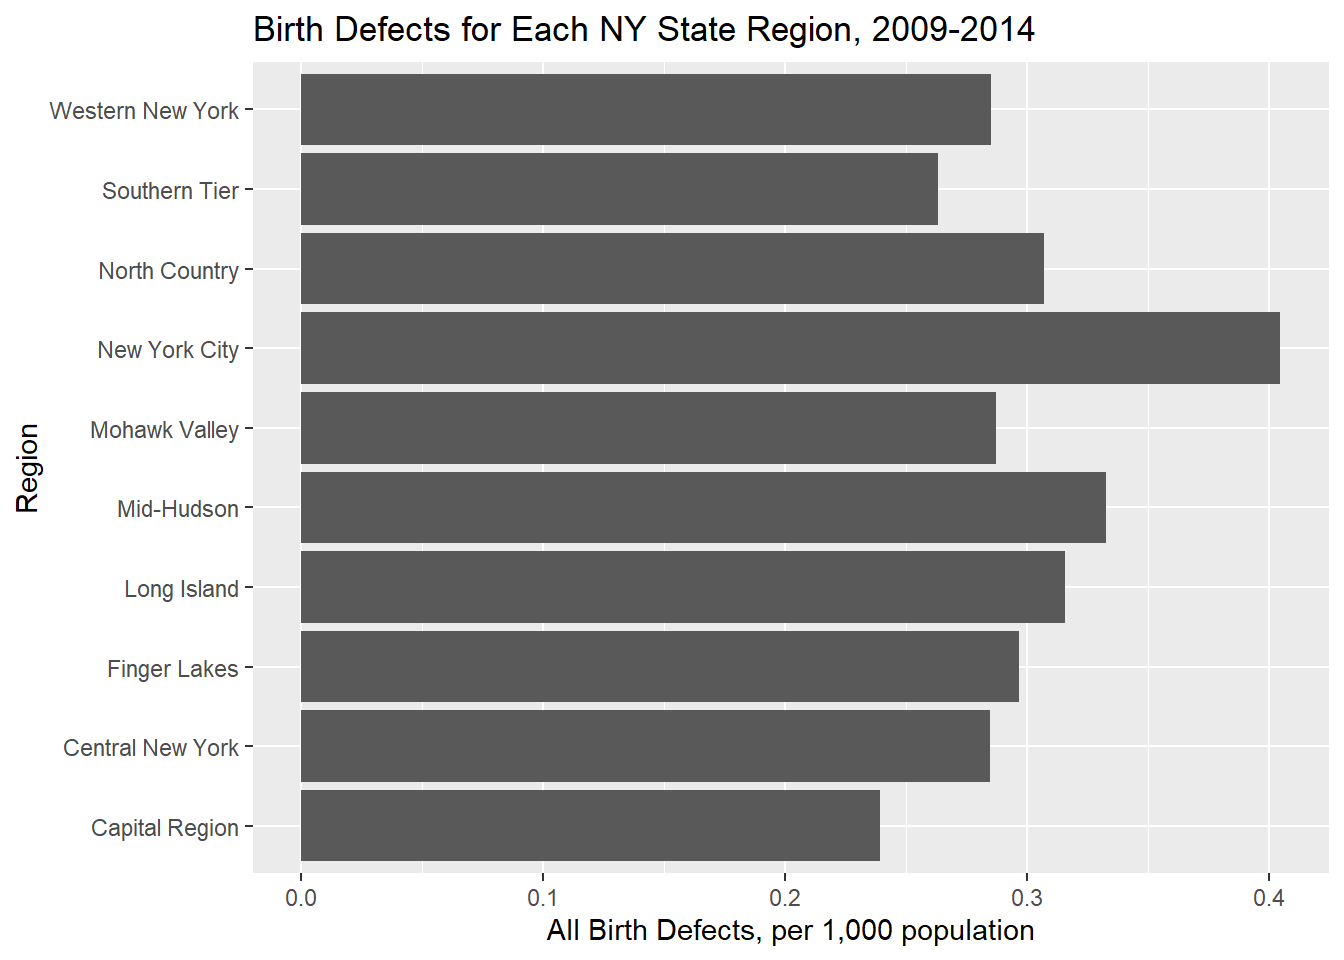 Birth Defects for Each NY State Region, 2009-2014
Region
Western New York
Southern Tier
North Country
New York City
Mohawk Valley
Mid-Hudson
Long Island
Finger Lakes
Central New York
Capital Region
0.0 0.1 0.2 0.3 0.4
All Birth Defects, per 1,000 population